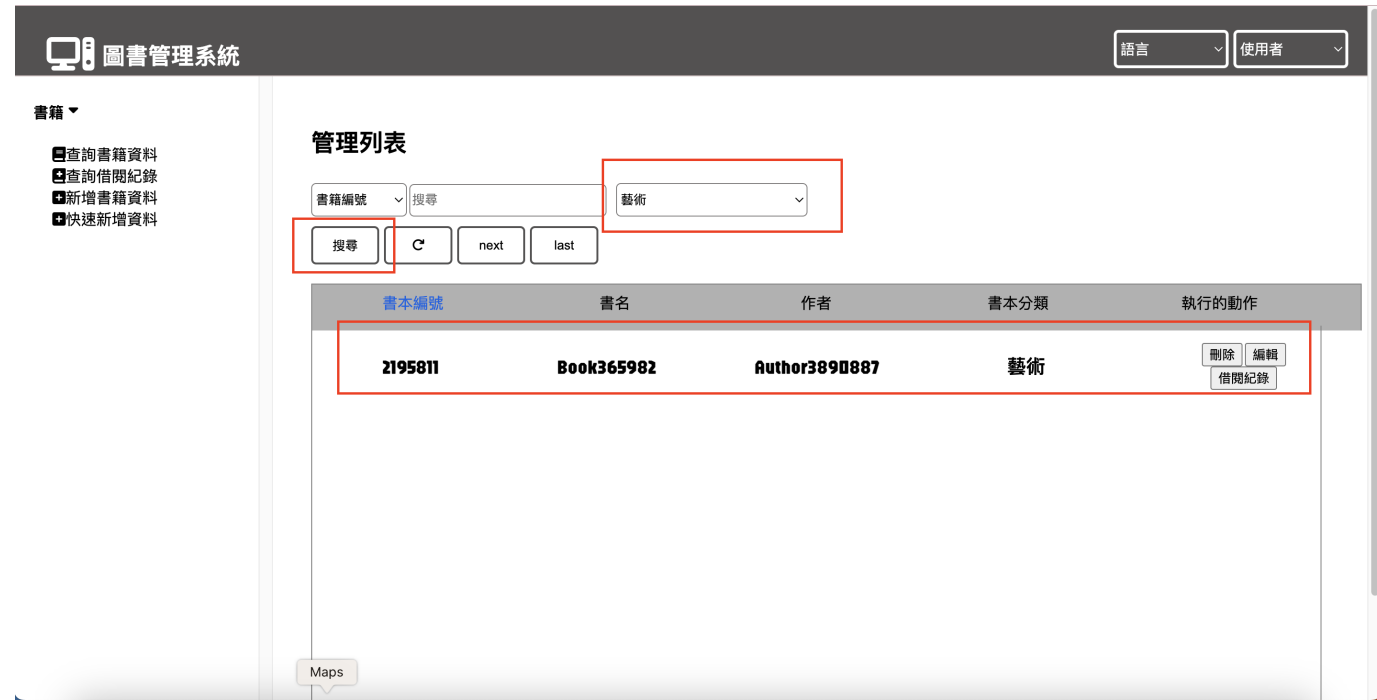 圖書管理系統
語言
使用者
書籍
查詢書籍資料
查詢借閱紀錄
新增書籍資料
快速新增資料
管理列表
書籍編號 搜尋 藝術
搜尋 next last
書本編號 書名 作者 書本分類 執行的動作
2195811 Book365982 Author3890887 藝術 刪除 編輯
借閱紀錄
Maps